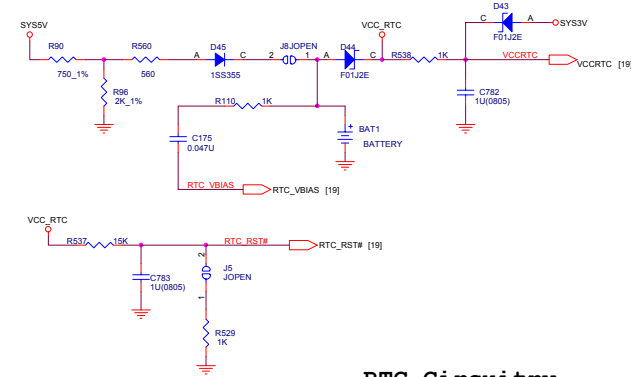 D43
SYS5V
VCC_RTC
C
A
SYS3V
F01J2E
R90
R560
D45
J8JOPEN
D44
A
C
2
1
A
C
R538
1K
VCCRTC
VCCRTC [19]
750_1%
560
1SS355
F01J2E
R96
2K_1%
R110
1K
C782
1U(0805)
C175
0.047U
+
BAT1
BATTERY
RTC_VBIAS
RTC_VBIAS [19]
VCC_RTC
R537
15K
RTC_RST#
RTC_RST# [19]
2
C783
1U(0805)
J5
JOPEN
1
R529
1K
RTC Circuitry